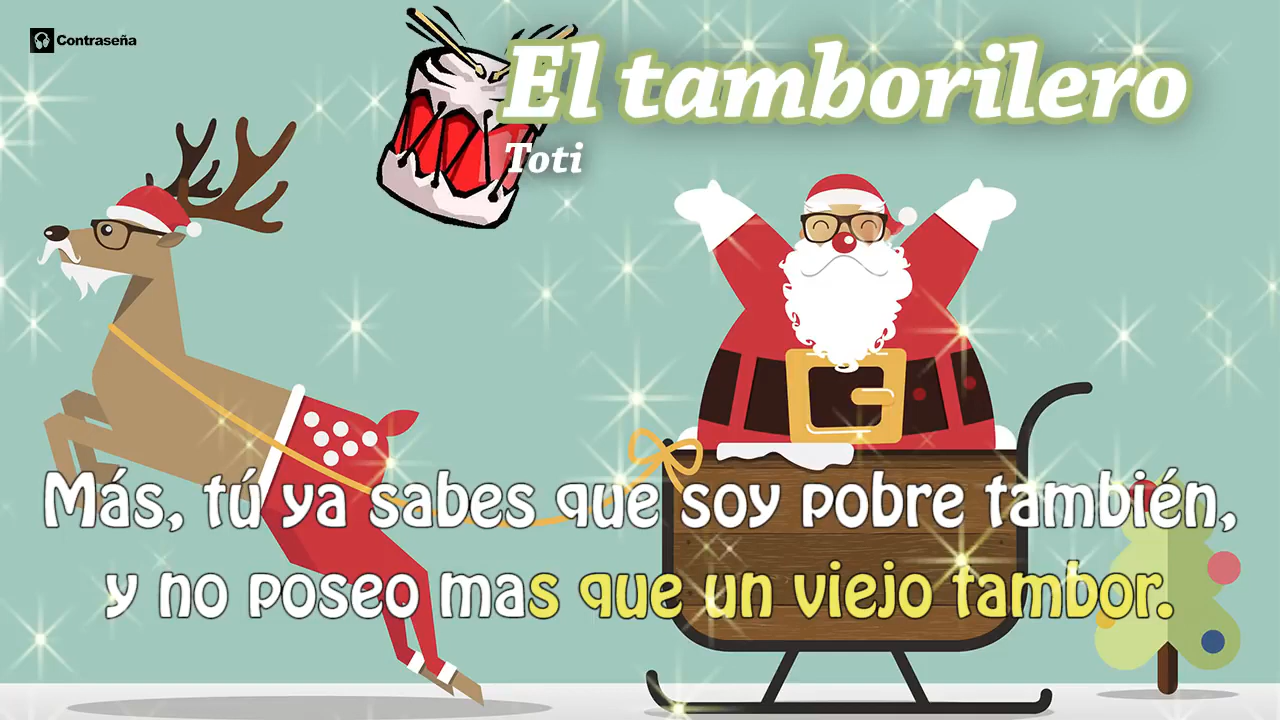 Contraseña
El tamborilero
Toti
Más, tú ya sabes que soy pobre también,
y no poseo mas que un viejo tambor.